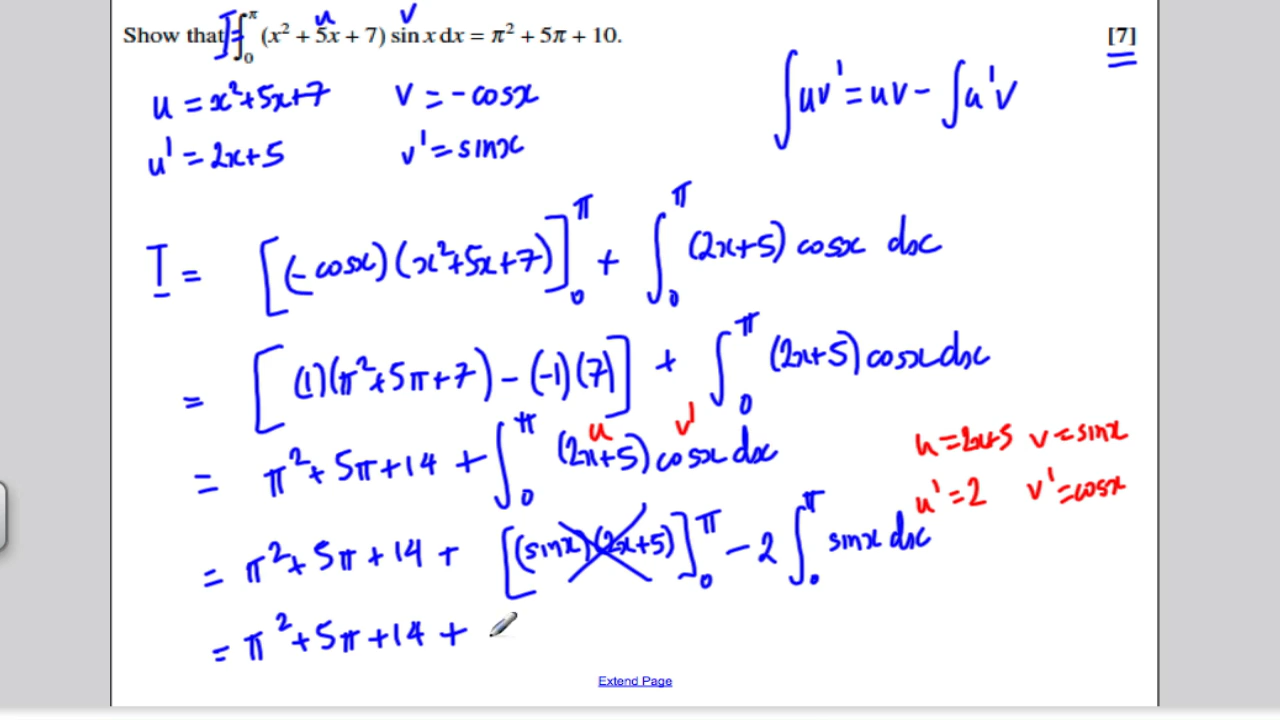 Show that I = ∫₀^π (x² + 5x + 7) sin x dx = π² + 5π + 10. [7]
u v'
u = x²+5x+7 v = -cosx ∫uv' = uv - ∫u'v
u' = 2x+5 v' = sinx
I = [(-cosx)(x²+5x+7)]₀^π + ∫₀^π (2x+5) cosx dx
= [(1)(π²+5π+7) - (-1)(7)] + ∫₀^π (2x+5) cosx dx
u v'
= π²+5π+14 + ∫₀^π (2x+5) cosx dx u=2x+5 v=sinx
u'=2 v'=cosx
= π²+5π+14 + [(sinx)(2x+5)]₀^π - 2∫₀^π sinx dx
= π²+5π+14 +
Extend Page